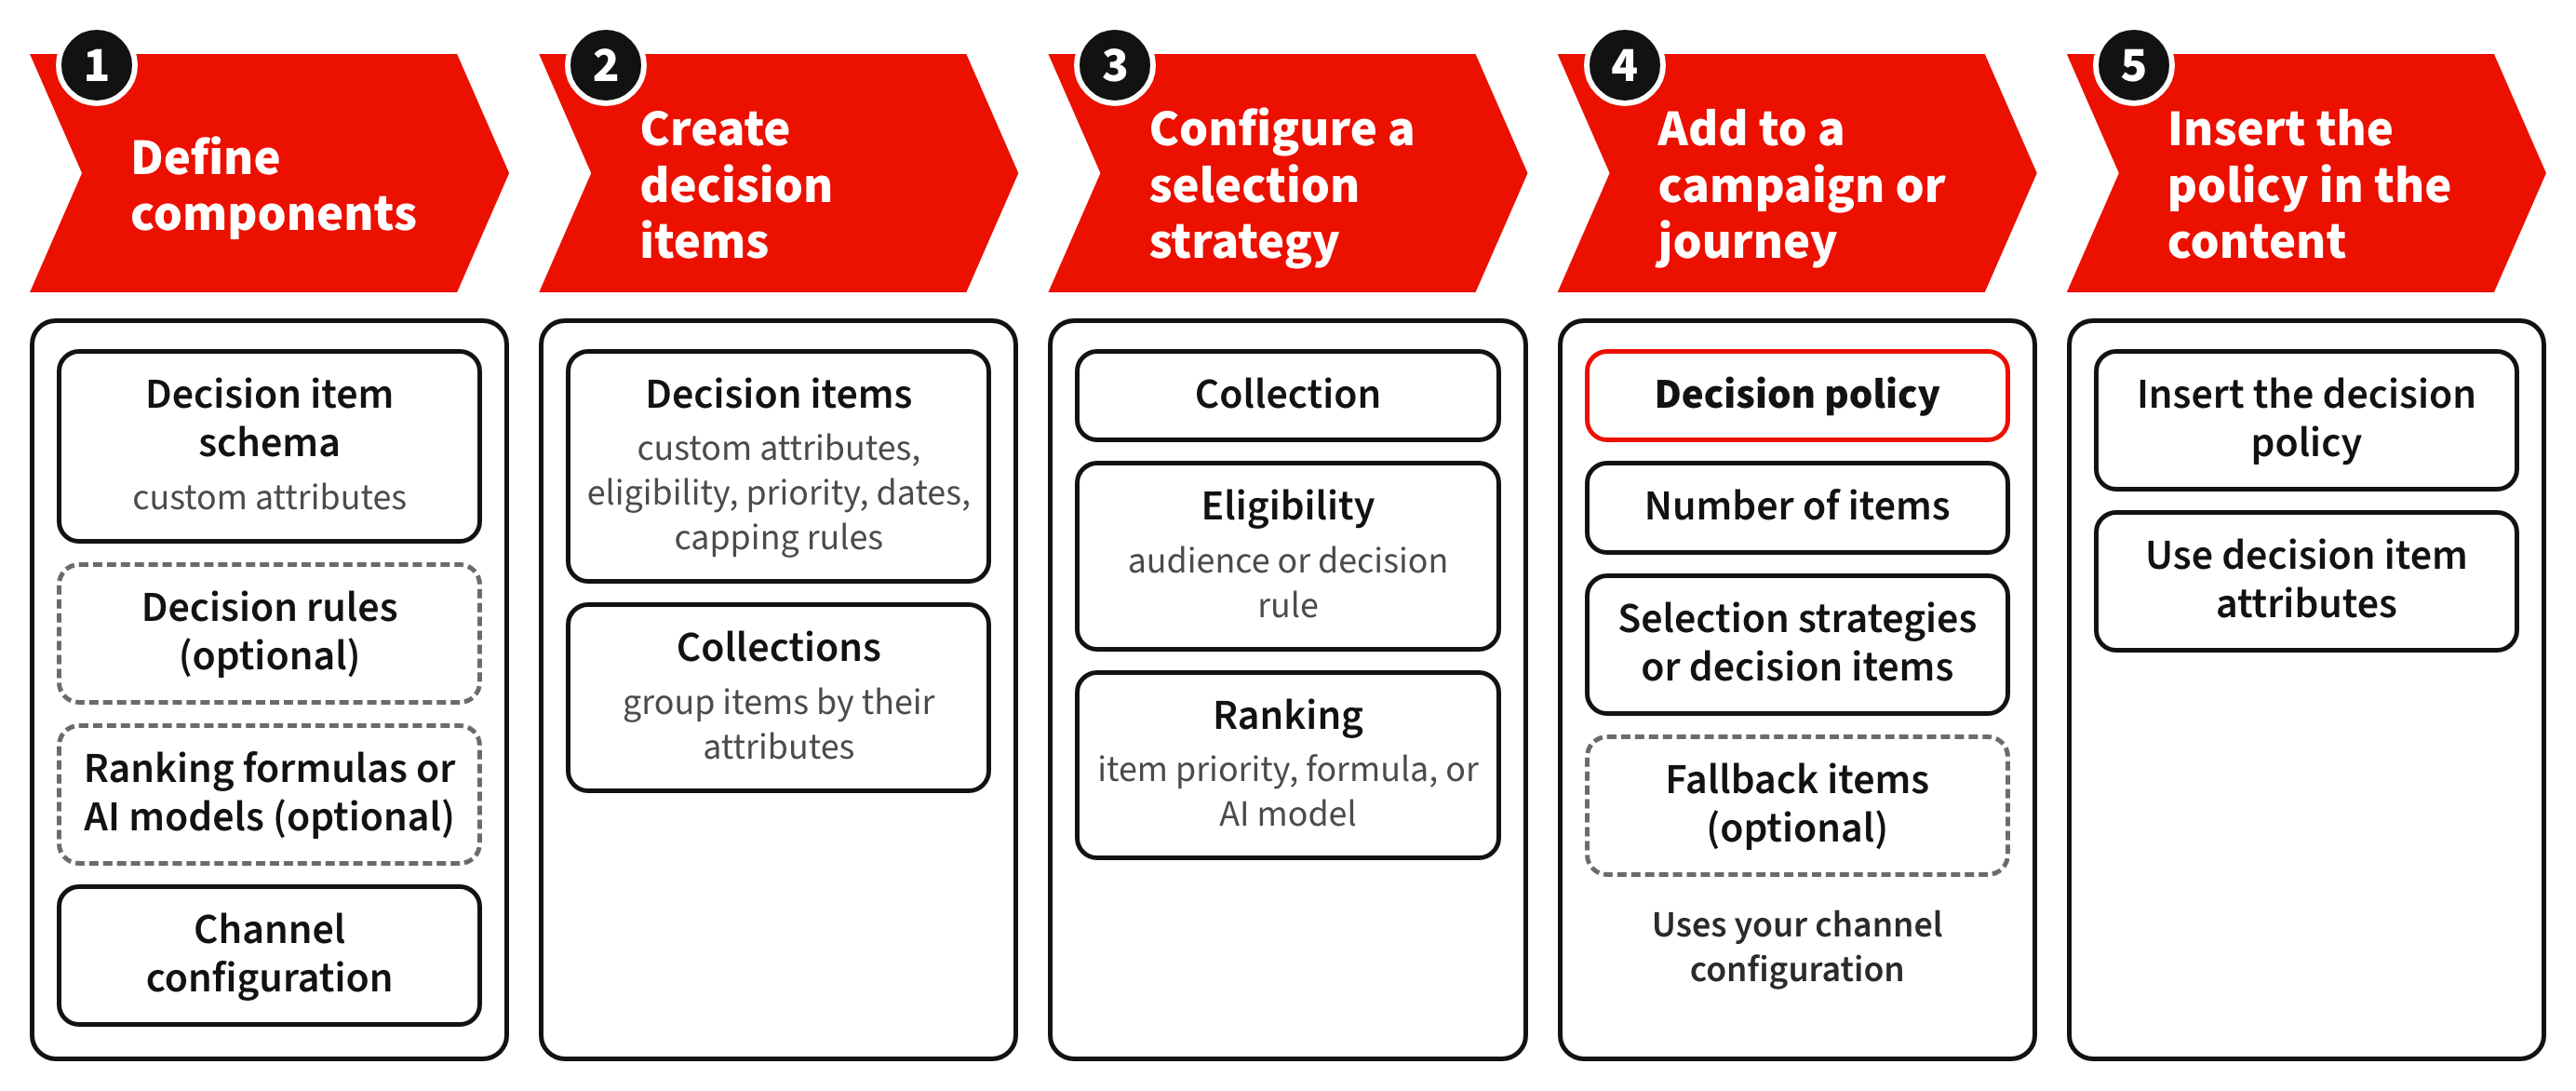 1
Define
components
Decision item
schema
custom attributes
Decision rules
(optional)
Ranking formulas or
AI models (optional)
Channel
configuration
2
Create
decision
items
Decision items
custom attributes,
eligibility, priority, dates,
capping rules
Collections
group items by their
attributes
3
Configure a
selection
strategy
Collection
Eligibility
audience or decision
rule
Ranking
item priority, formula, or
AI model
4
Add to a
campaign or
journey
Decision policy
Number of items
Selection strategies
or decision items
Fallback items
(optional)
Uses your channel
configuration
5
Insert the
policy in the
content
Insert the decision
policy
Use decision item
attributes